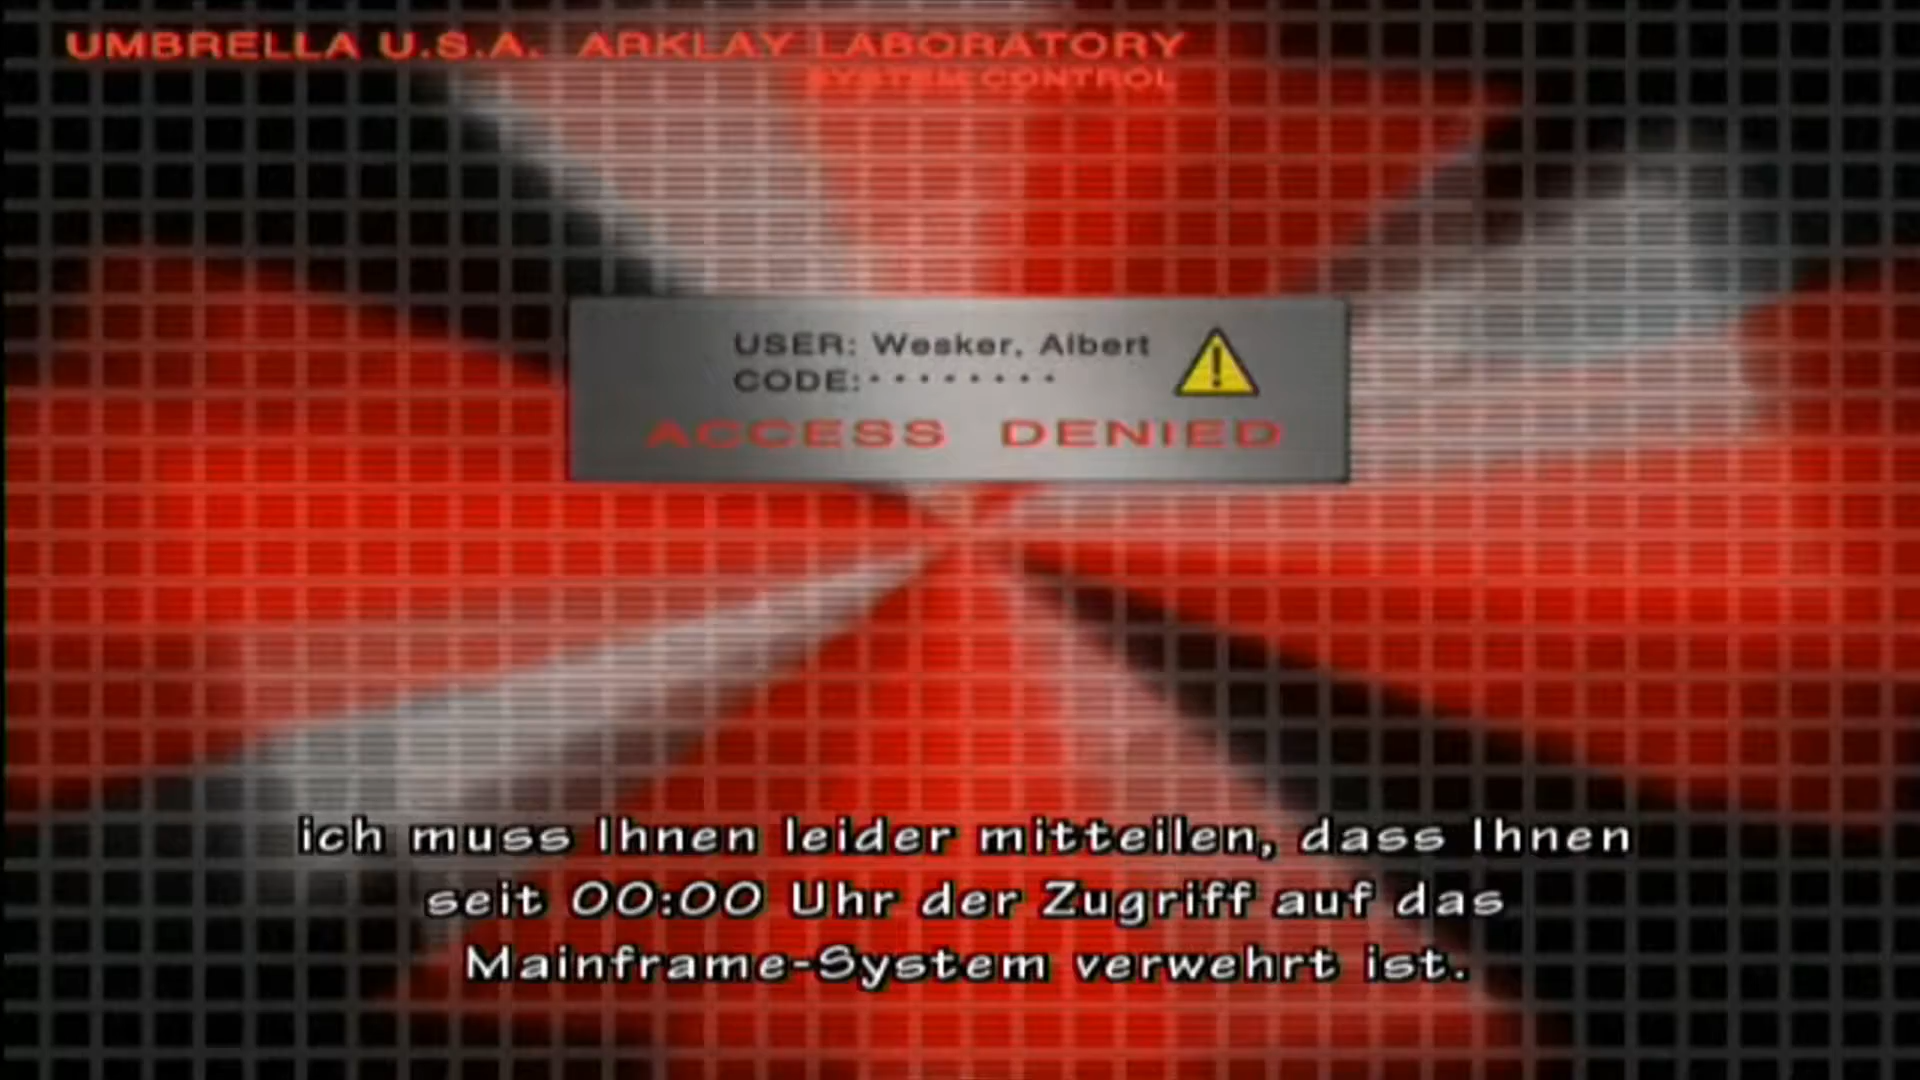 UMBRELLA U.S.A. ARKLAY LABORATORY
SYSTEM CONTROL
USER: Wesker, Albert
CODE:••••••••
ACCESS DENIED
ich muss Ihnen leider mitteilen, dass Ihnen
seit 00:00 Uhr der Zugriff auf das
Mainframe-System verwehrt ist.